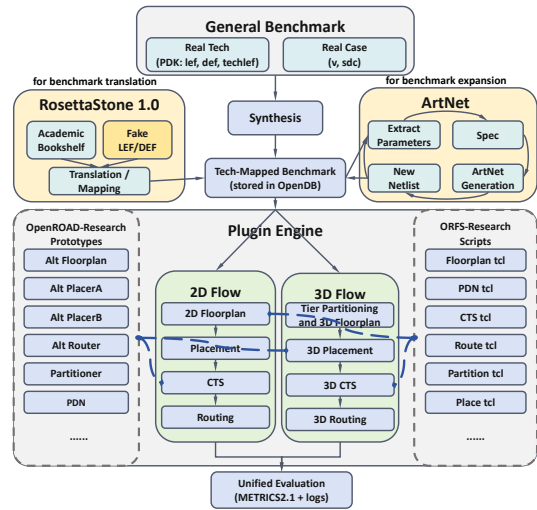 General Benchmark
Real Tech
(PDK: lef, def, techlef)
Real Case
(v, sdc)
for benchmark translation
for benchmark expansion
RosettaStone 1.0
Academic
Bookshelf
Fake
LEF/DEF
Translation /
Mapping
Synthesis
Tech-Mapped Benchmark
(stored in OpenDB)
ArtNet
Extract
Parameters
Spec
New
Netlist
ArtNet
Generation
Plugin Engine
OpenROAD-Research
Prototypes
Alt Floorplan
Alt PlacerA
Alt PlacerB
Alt Router
Partitioner
PDN
......
2D Flow
2D Floorplan
Placement
CTS
Routing
3D Flow
Tier Partitioning
and 3D Floorplan
3D Placement
3D CTS
3D Routing
ORFS-Research
Scripts
Floorplan tcl
PDN tcl
CTS tcl
Route tcl
Partition tcl
Place tcl
......
Unified Evaluation
(METRICS2.1 + logs)